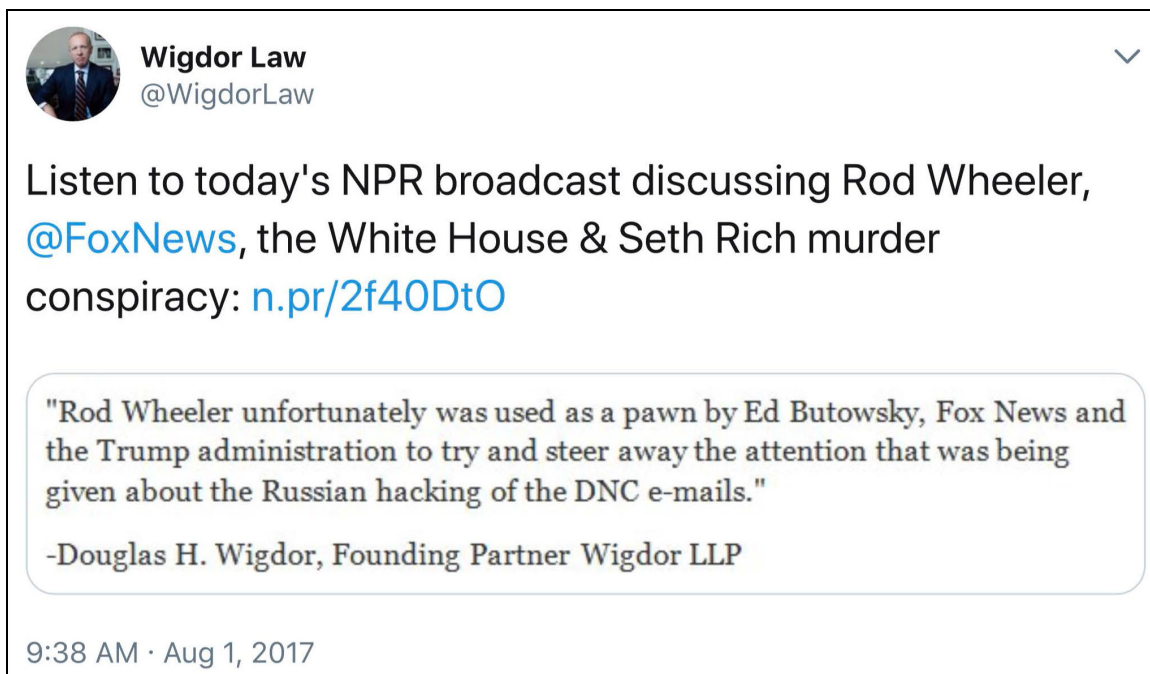 Wigdor Law
@WigdorLaw
Listen to today's NPR broadcast discussing Rod Wheeler,
@FoxNews, the White House & Seth Rich murder
conspiracy: n.pr/2f40DtO
"Rod Wheeler unfortunately was used as a pawn by Ed Butowsky, Fox News and
the Trump administration to try and steer away the attention that was being
given about the Russian hacking of the DNC e-mails."
-Douglas H. Wigdor, Founding Partner Wigdor LLP
9:38 AM · Aug 1, 2017